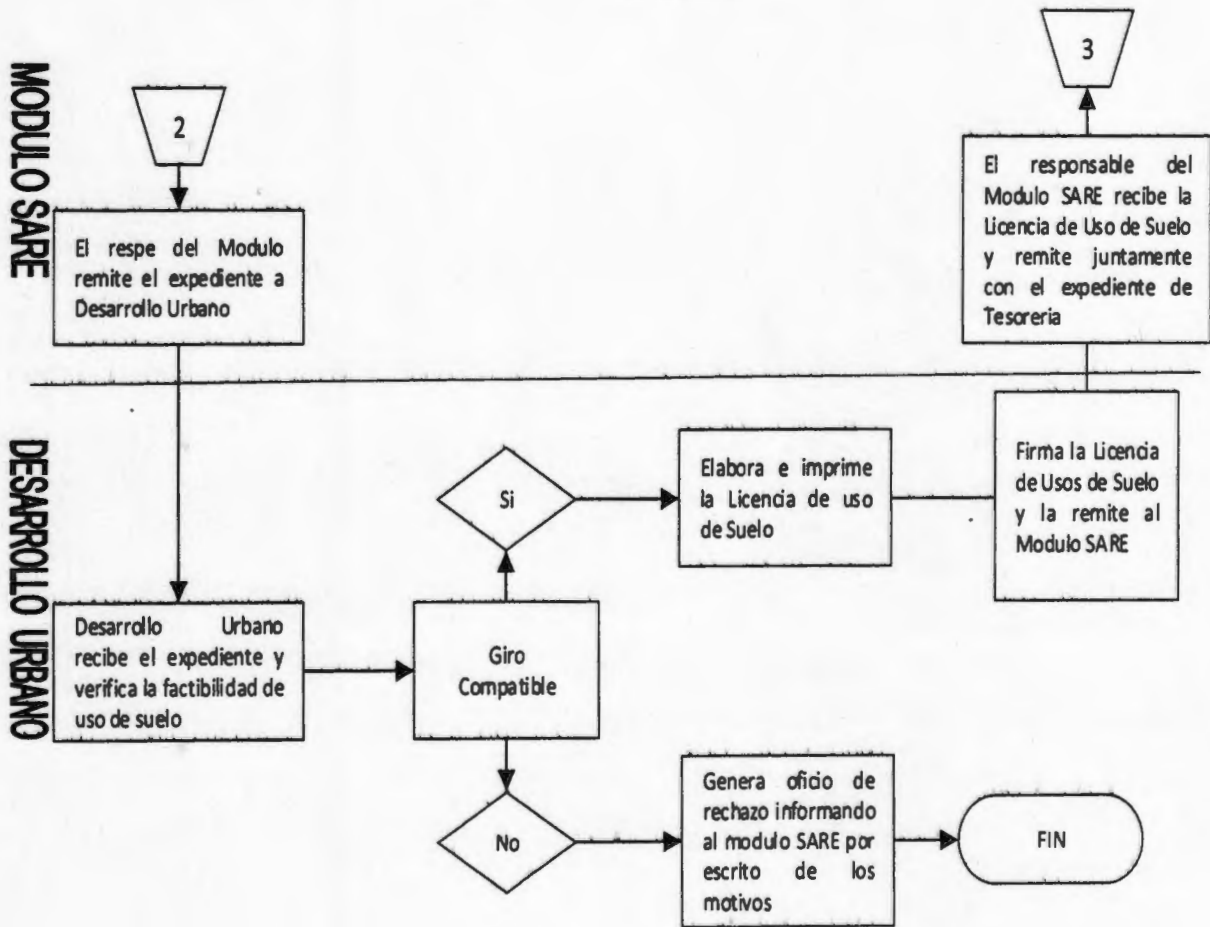 MODULO SARE
2
El respe del Modulo
remite el expediente a
Desarrollo Urbano
3
El responsable del
Modulo SARE recibe la
Licencia de Uso de Suelo
y remite juntamente
con el expediente de
Tesoreria
DESARROLLO URBANO
Desarrollo Urbano
recibe el expediente y
verifica la factibilidad de
uso de suelo
Giro
Compatible
Si
Elabora e imprime
la Licencia de uso
de Suelo
Firma la Licencia
de Usos de Suelo
y la remite al
Modulo SARE
No
Genera oficio de
rechazo informando
al modulo SARE por
escrito de los
motivos
FIN